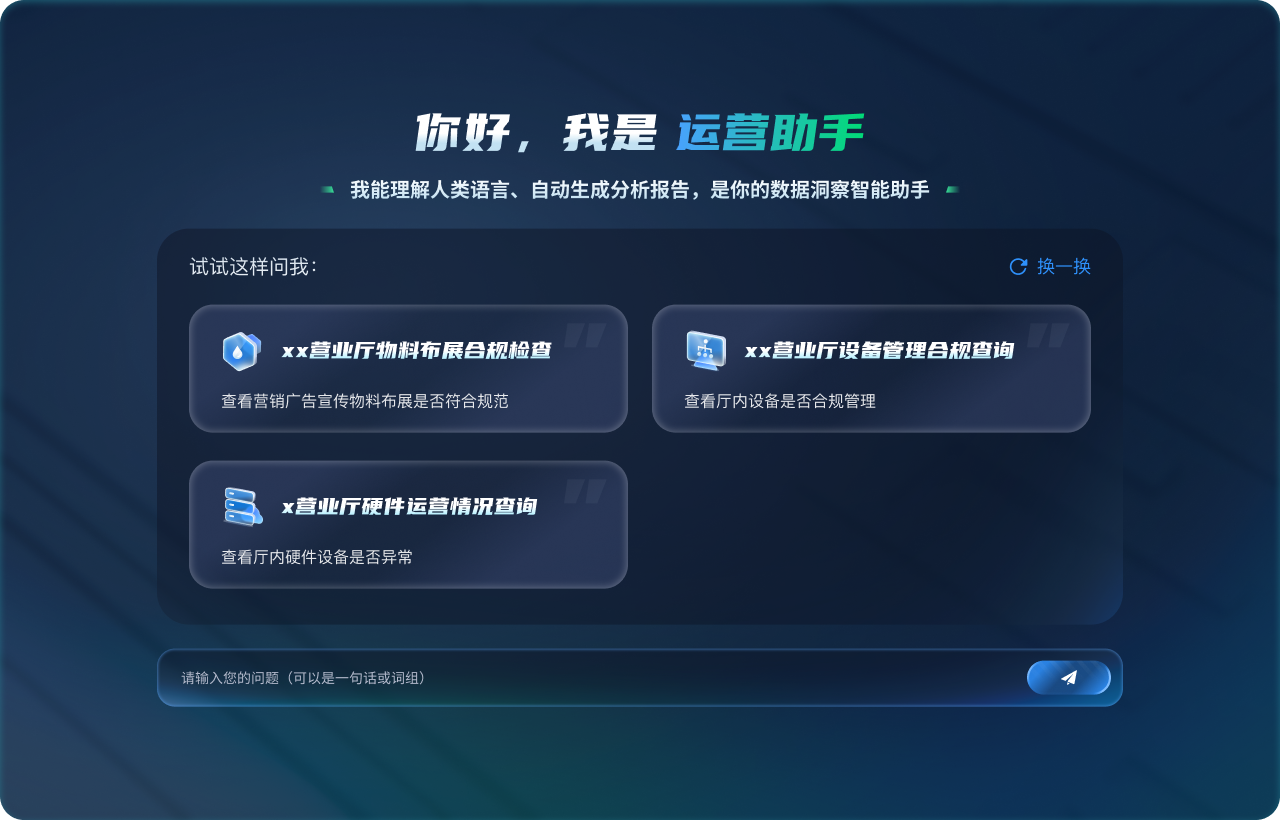 你好，我是 运营助手
我能理解人类语言、自动生成分析报告，是你的数据洞察智能助手
试试这样问我：
换一换
xx营业厅物料布展合规检查
查看营销广告宣传物料布展是否符合规范
xx营业厅设备管理合规查询
查看厅内设备是否合规管理
x营业厅硬件运营情况查询
查看厅内硬件设备是否异常
请输入您的问题（可以是一句话或词组）